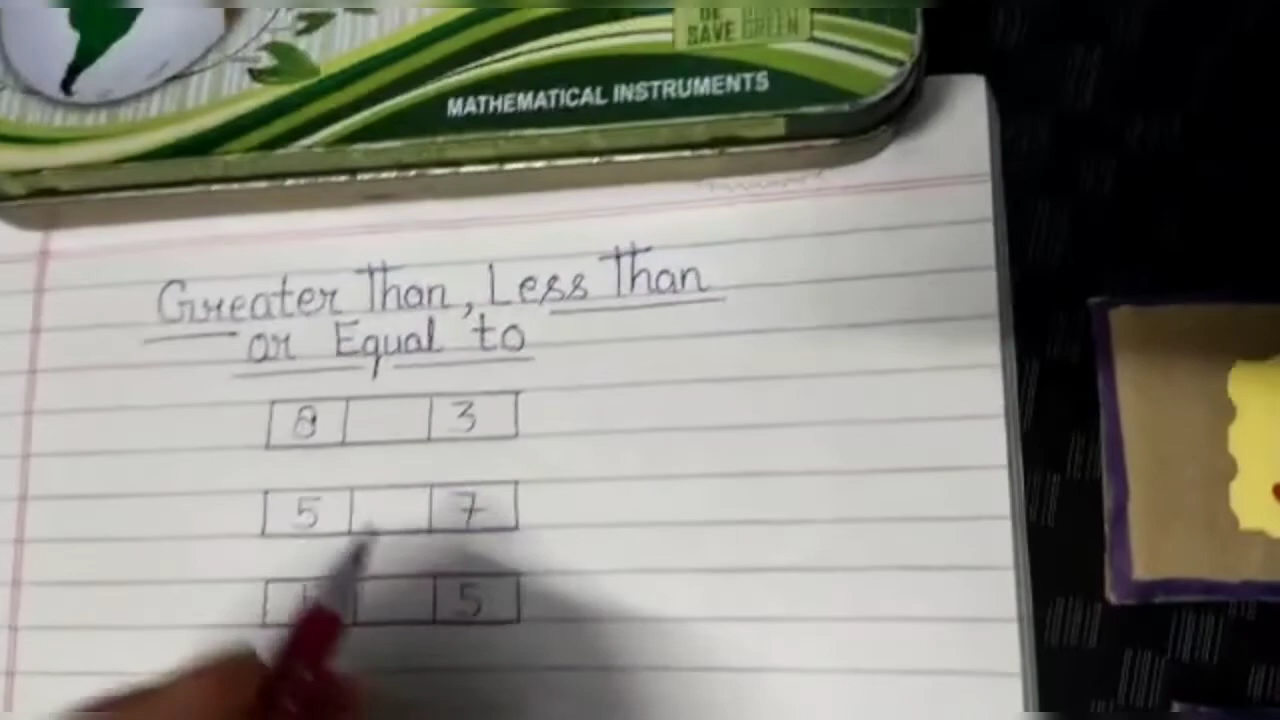 SAVE GREEN
MATHEMATICAL INSTRUMENTS
Greater Than, Less Than
or Equal to
8 3
5 7
5